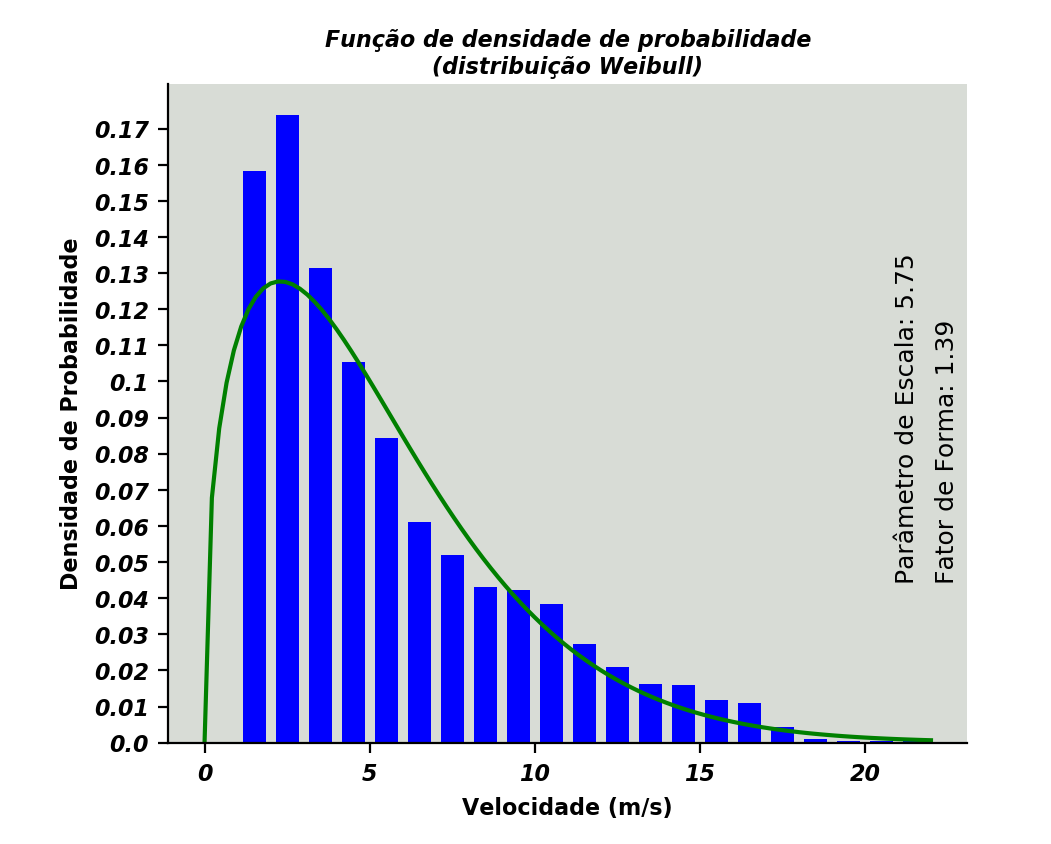 Função de densidade de probabilidade
(distribuição Weibull)
Densidade de Probabilidade
0.17
0.16
0.15
0.14
0.13
0.12
0.11
0.1
0.09
0.08
0.07
0.06
0.05
0.04
0.03
0.02
0.01
0.0
Parâmetro de Escala: 5.75
Fator de Forma: 1.39
0 5 10 15 20
Velocidade (m/s)